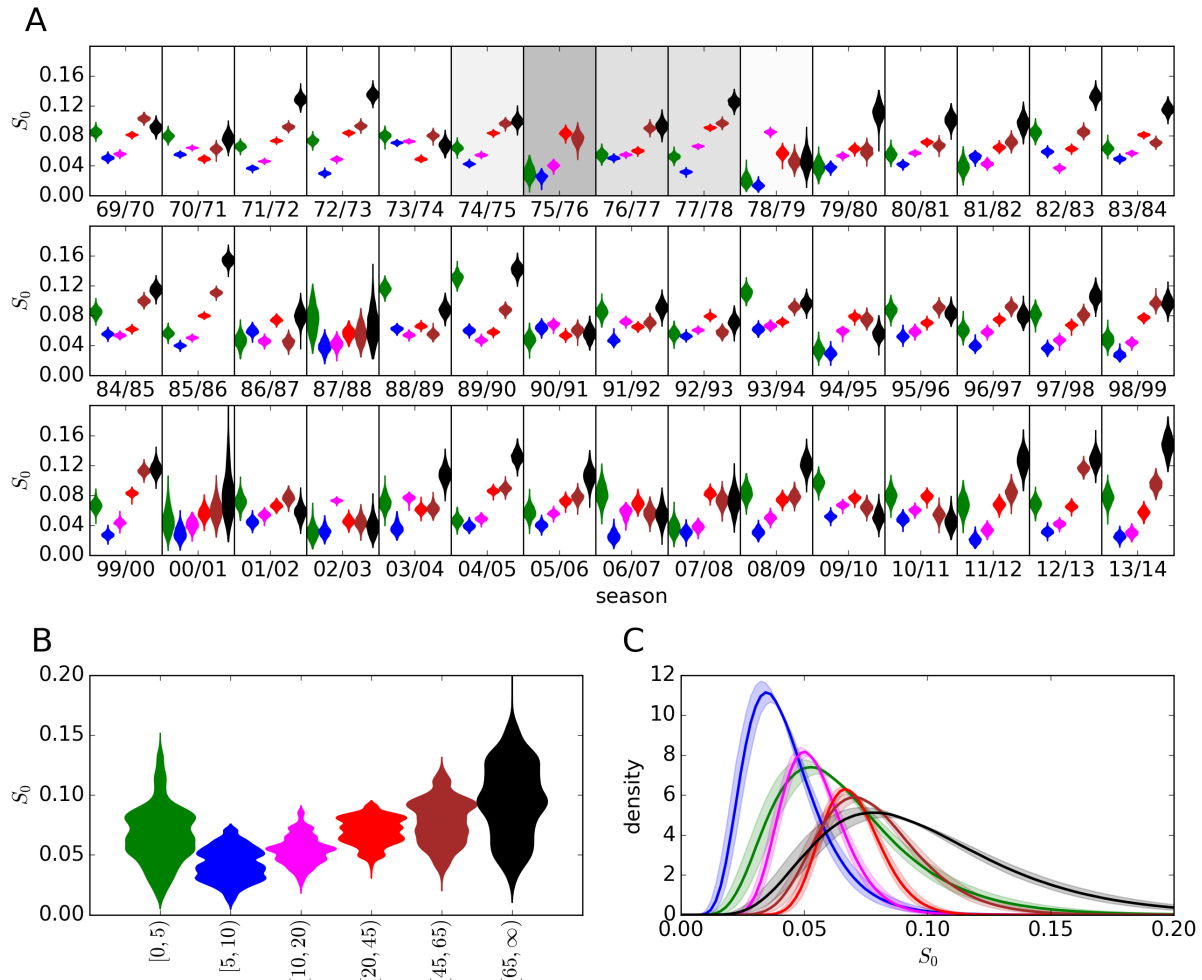 A
S₀
0.16
0.12
0.08
0.04
0.00
69/70 70/71 71/72 72/73 73/74 74/75 75/76 76/77 77/78 78/79 79/80 80/81 81/82 82/83 83/84
S₀
0.16
0.12
0.08
0.04
0.00
84/85 85/86 86/87 87/88 88/89 89/90 90/91 91/92 92/93 93/94 94/95 95/96 96/97 97/98 98/99
S₀
0.16
0.12
0.08
0.04
0.00
99/00 00/01 01/02 02/03 03/04 04/05 05/06 06/07 07/08 08/09 09/10 10/11 11/12 12/13 13/14
season
B
S₀
0.20
0.15
0.10
0.05
0.00
[0, 5) [5, 10) 10, 20) 20, 45) 45, 65) 65, ∞)
C
density
12
10
8
6
4
2
0
0.00 0.05 0.10 0.15 0.20
S₀